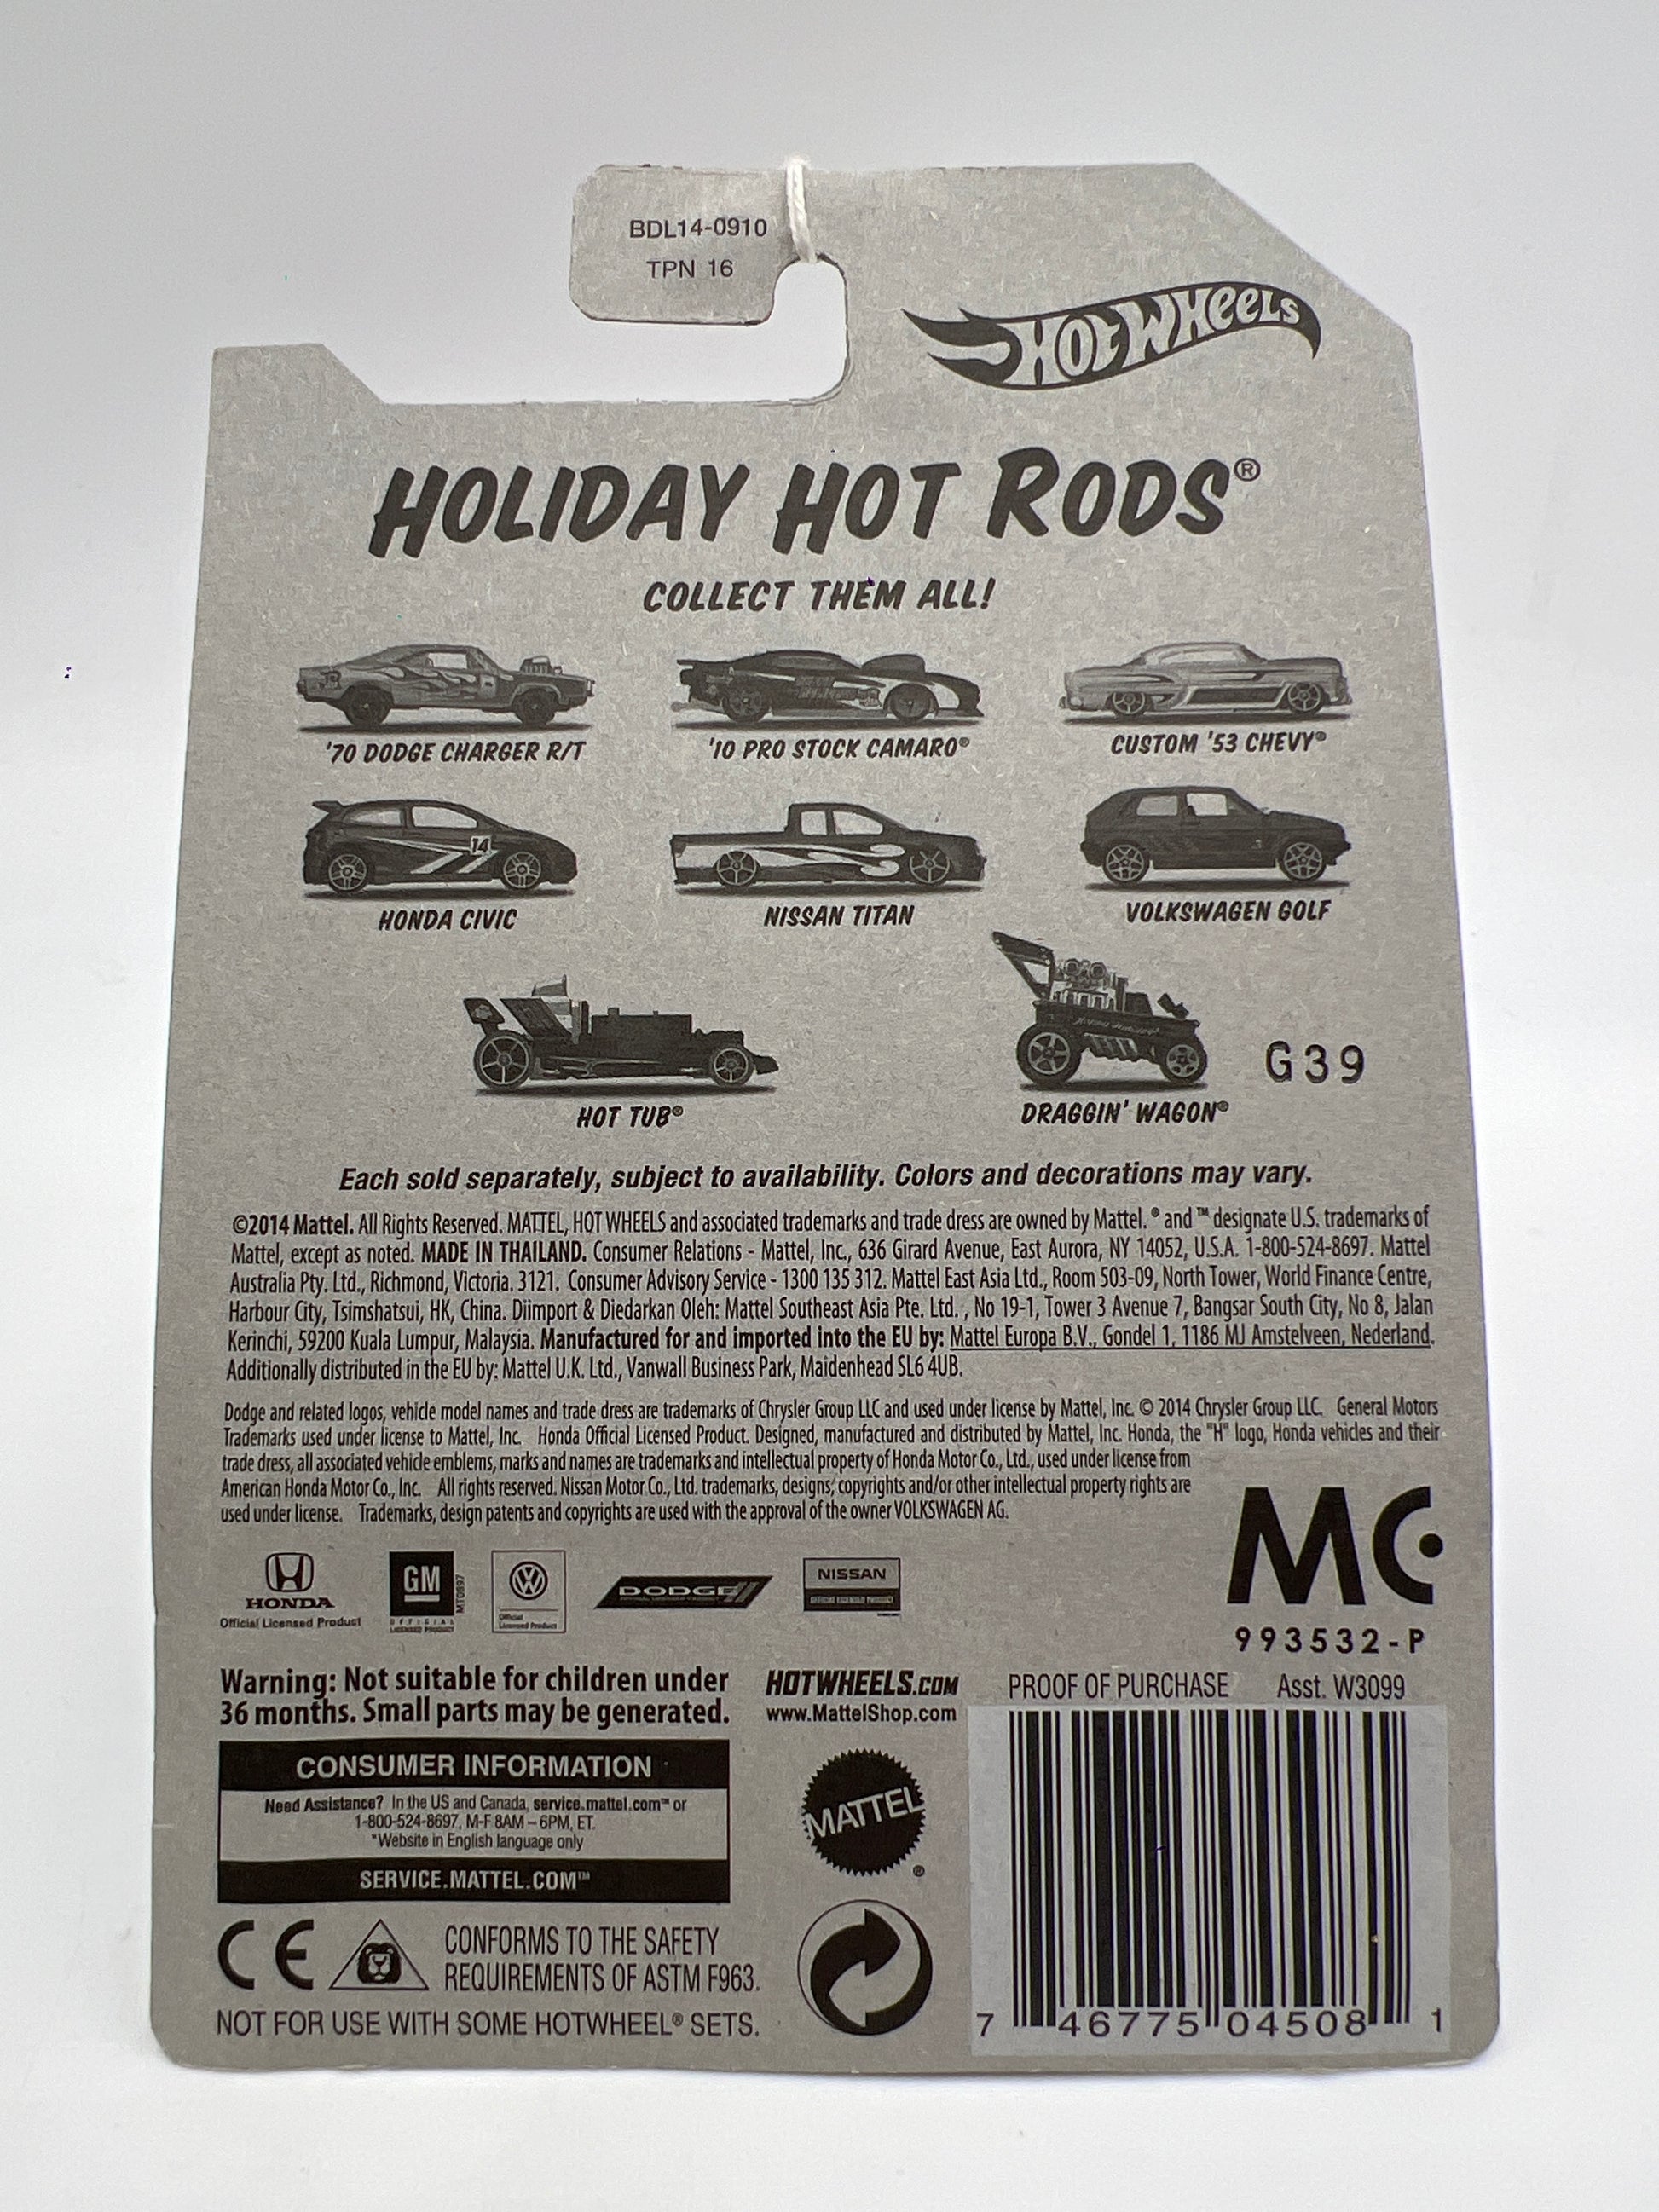 BDL14-0910
TPN 16
HOT WHEELS
HOLIDAY HOT RODS®
COLLECT THEM ALL!
'70 DODGE CHARGER R/T
'10 PRO STOCK CAMARO®
CUSTOM '53 CHEVY®
14
HONDA CIVIC
NISSAN TITAN
VOLKSWAGEN GOLF
G39
HOT TUB®
DRAGGIN' WAGON®
Each sold separately, subject to availability. Colors and decorations may vary.
©2014 Mattel. All Rights Reserved. MATTEL, HOT WHEELS and associated trademarks and trade dress are owned by Mattel. ® and ™ designate U.S. trademarks of
Mattel, except as noted. MADE IN THAILAND. Consumer Relations - Mattel, Inc., 636 Girard Avenue, East Aurora, NY 14052, U.S.A. 1-800-524-8697. Mattel
Australia Pty. Ltd., Richmond, Victoria. 3121. Consumer Advisory Service - 1300 135 312. Mattel East Asia Ltd., Room 503-09, North Tower, World Finance Centre,
Harbour City, Tsimshatsui, HK, China. Diimport & Diedarkan Oleh: Mattel Southeast Asia Pte. Ltd. , No 19-1, Tower 3 Avenue 7, Bangsar South City, No 8, Jalan
Kerinchi, 59200 Kuala Lumpur, Malaysia. Manufactured for and imported into the EU by: Mattel Europa B.V., Gondel 1, 1186 MJ Amstelveen, Nederland.
Additionally distributed in the EU by: Mattel U.K. Ltd., Vanwall Business Park, Maidenhead SL6 4UB.
Dodge and related logos, vehicle model names and trade dress are trademarks of Chrysler Group LLC and used under license by Mattel, Inc. © 2014 Chrysler Group LLC. General Motors
Trademarks used under license to Mattel, Inc. Honda Official Licensed Product. Designed, manufactured and distributed by Mattel, Inc. Honda, the "H" logo, Honda vehicles and their
trade dress, all associated vehicle emblems, marks and names are trademarks and intellectual property of Honda Motor Co., Ltd., used under license from
American Honda Motor Co., Inc. All rights reserved. Nissan Motor Co., Ltd. trademarks, designs, copyrights and/or other intellectual property rights are
used under license. Trademarks, design patents and copyrights are used with the approval of the owner VOLKSWAGEN AG.
MC
993532-P
HONDA
Official Licensed Product
GM
OFFICIAL
LICENSED PRODUCT
MT0897
Official
Licensed Product
DODGE
NISSAN
OFFICIAL LICENSED PRODUCT
Warning: Not suitable for children under
36 months. Small parts may be generated.
HOTWHEELS.COM
www.MattelShop.com
PROOF OF PURCHASE Asst. W3099
CONSUMER INFORMATION
Need Assistance? In the US and Canada, service.mattel.com™ or
1-800-524-8697, M-F 8AM – 6PM, ET.
*Website in English language only
SERVICE.MATTEL.COM™
MATTEL®
CE
CONFORMS TO THE SAFETY
REQUIREMENTS OF ASTM F963.
NOT FOR USE WITH SOME HOTWHEEL® SETS.
7 46775 04508 1